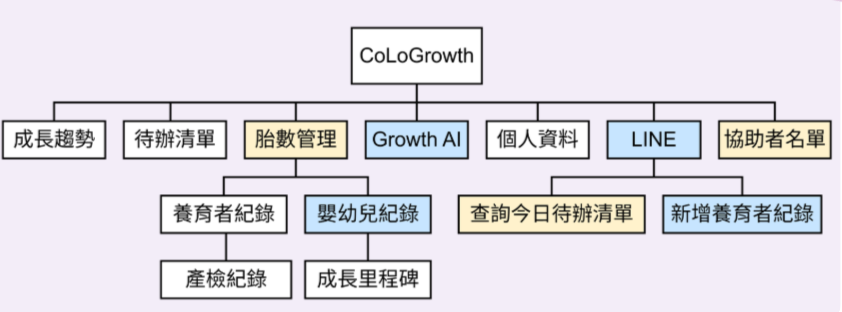 CoLoGrowth
成長趨勢
待辦清單
胎數管理
Growth AI
個人資料
LINE
協助者名單
養育者紀錄
嬰幼兒紀錄
查詢今日待辦清單
新增養育者紀錄
產檢紀錄
成長里程碑